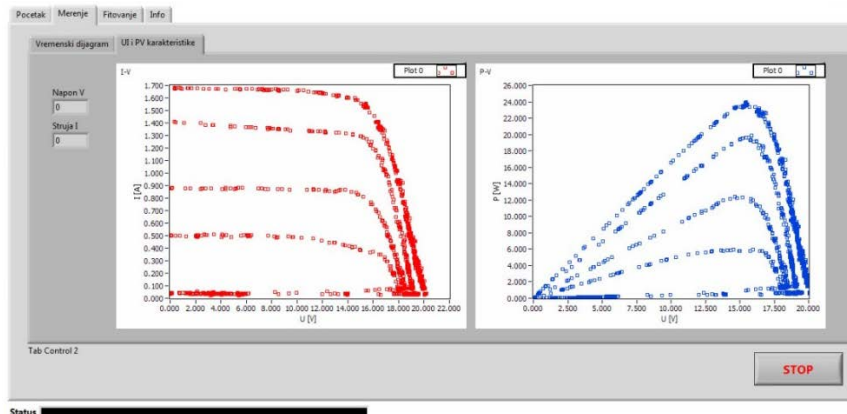 Pocetak Merenje Fitovanje Info
Vremenski dijagram UI i PV karakteristike
Napon V
0
Struja I
0
I-V
Plot 0
1.700
1.600
1.500
1.400
1.300
1.200
1.100
1.000
0.900
0.800
0.700
0.600
0.500
0.400
0.300
0.200
0.100
0.000
I [A]
0.000 2.000 4.000 6.000 8.000 10.000 12.000 14.000 16.000 18.000 20.000 22.000
U [V]
P-V
Plot 0
26.000
24.000
22.000
20.000
18.000
16.000
14.000
12.000
10.000
8.000
6.000
4.000
2.000
0.000
P [W]
0.000 2.500 5.000 7.500 10.000 12.500 15.000 17.500 20.000
U [V]
Tab Control 2
STOP
Status